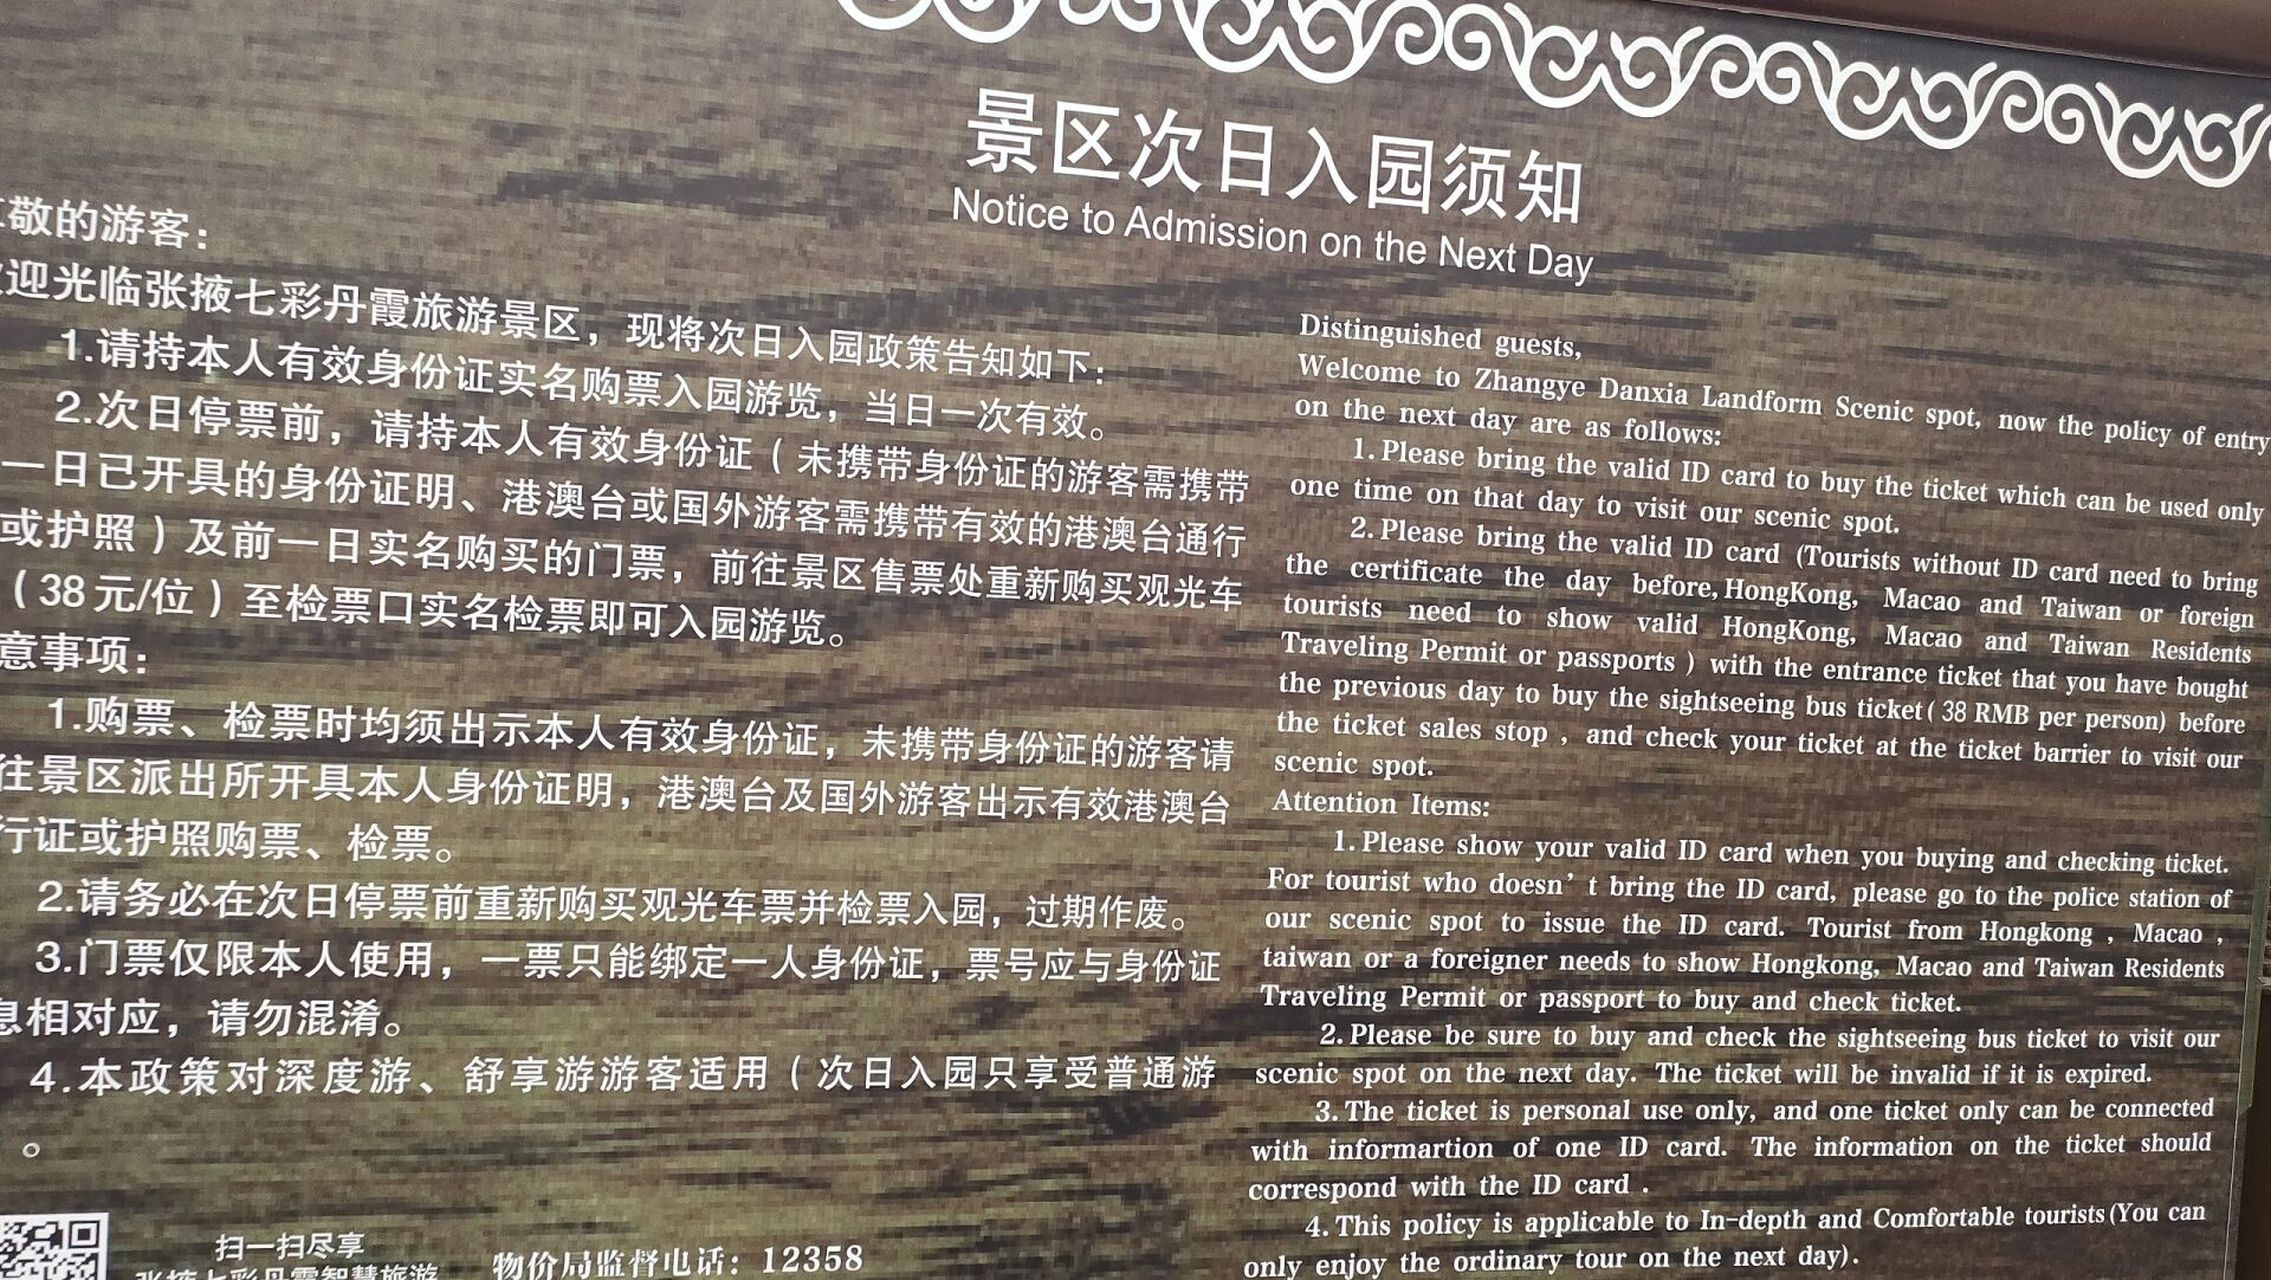 景区次日入园须知
Notice to Admission on the Next Day
敬的游客：
迎光临张掖七彩丹霞旅游景区，现将次日入园政策告知如下：
1.请持本人有效身份证实名购票入园游览，当日一次有效。
2.次日停票前，请持本人有效身份证（未携带身份证的游客需携带
一日已开具的身份证明、港澳台或国外游客需携带有效的港澳台通行
或护照）及前一日实名购买的门票，前往景区售票处重新购买观光车
（38元/位）至检票口实名检票即可入园游览。
意事项：
1.购票、检票时均须出示本人有效身份证，未携带身份证的游客请
往景区派出所开具本人身份证明，港澳台及国外游客出示有效港澳台
行证或护照购票、检票。
2.请务必在次日停票前重新购买观光车票并检票入园，过期作废。
3.门票仅限本人使用，一票只能绑定一人身份证，票号应与身份证
息相对应，请勿混淆。
4.本政策对深度游、舒享游游客适用（次日入园只享受普通游
。
扫一扫尽享
张掖七彩丹霞智慧旅游
物价局监督电话：12358
Distinguished guests,
Welcome to Zhangye Danxia Landform Scenic spot, now the policy of entry
on the next day are as follows:
1.Please bring the valid ID card to buy the ticket which can be used only
one time on that day to visit our scenic spot.
2.Please bring the valid ID card (Tourists without ID card need to bring
the certificate the day before,HongKong, Macao and Taiwan or foreign
tourists need to show valid HongKong, Macao and Taiwan Residents
Traveling Permit or passports ) with the entrance ticket that you have bought
the previous day to buy the sightseeing bus ticket( 38 RMB per person) before
the ticket sales stop , and check your ticket at the ticket barrier to visit our
scenic spot.
Attention Items:
1.Please show your valid ID card when you buying and checking ticket.
For tourist who doesn’ t bring the ID card, please go to the police station of
our scenic spot to issue the ID card. Tourist from Hongkong , Macao ,
taiwan or a foreigner needs to show Hongkong, Macao and Taiwan Residents
Traveling Permit or passport to buy and check ticket.
2.Please be sure to buy and check the sightseeing bus ticket to visit our
scenic spot on the next day. The ticket will be invalid if it is expired.
3.The ticket is personal use only, and one ticket only can be connected
with informartion of one ID card. The information on the ticket should
correspond with the ID card .
4.This policy is applicable to In-depth and Comfortable tourists(You can
only enjoy the ordinary tour on the next day).